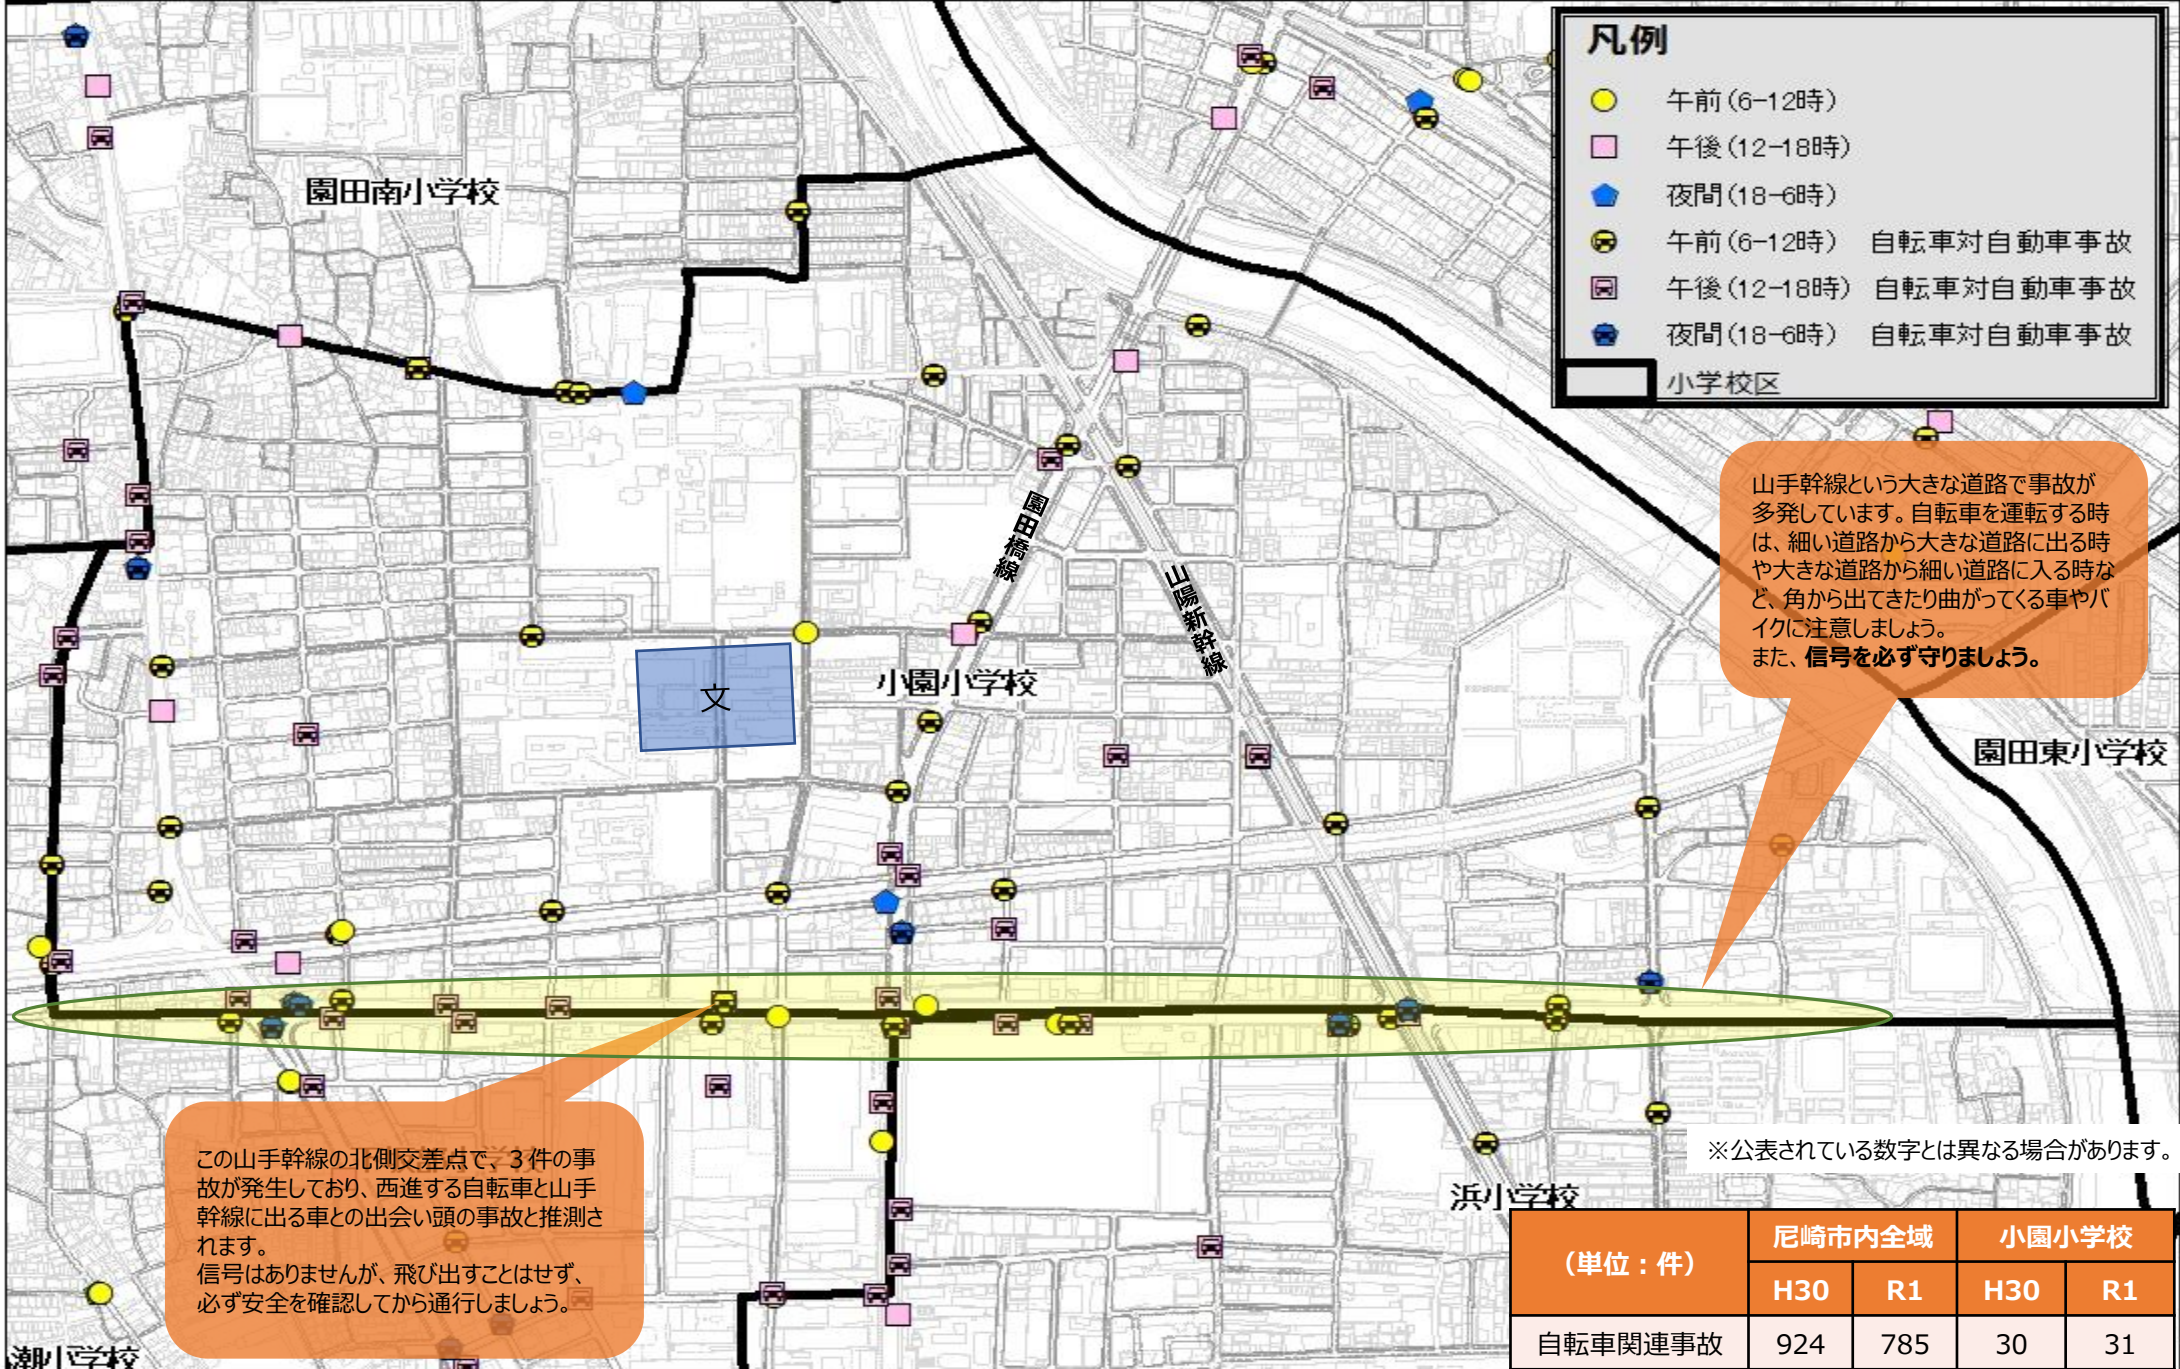 凡例
午前(6-12時)
午後(12-18時)
夜間(18-6時)
午前(6-12時) 自転車対自動車事故
午後(12-18時) 自転車対自動車事故
夜間(18-6時) 自転車対自動車事故
小学校区
園田南小学校
園田橋線
山陽新幹線
山手幹線という大きな道路で事故が
多発しています。自転車を運転する時
は、細い道路から大きな道路に出る時
や大きな道路から細い道路に入る時な
ど、角から出てきたり曲がってくる車やバ
イクに注意しましょう。
また、信号を必ず守りましょう。
文
小園小学校
園田東小学校
この山手幹線の北側交差点で、3件の事
故が発生しており、西進する自転車と山手
幹線に出る車との出会い頭の事故と推測さ
れます。
信号はありませんが、飛び出すことはせず、
必ず安全を確認してから通行しましょう。
※公表されている数字とは異なる場合があります。
浜小学校
潮小学校
（単位：件） 尼崎市内全域 小園小学校
H30 R1 H30 R1
自転車関連事故 924 785 30 31